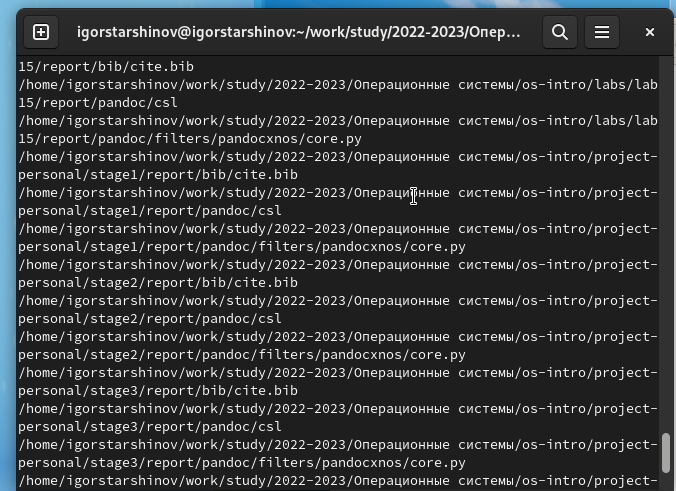 igorstarshinov@igorstarshinov:~/work/study/2022-2023/Опер...
15/report/bib/cite.bib
/home/igorstarshinov/work/study/2022-2023/Операционные системы/os-intro/labs/lab
15/report/pandoc/csl
/home/igorstarshinov/work/study/2022-2023/Операционные системы/os-intro/labs/lab
15/report/pandoc/filters/pandocxnos/core.py
/home/igorstarshinov/work/study/2022-2023/Операционные системы/os-intro/project-
personal/stage1/report/bib/cite.bib
/home/igorstarshinov/work/study/2022-2023/Операционные системы/os-intro/project-
personal/stage1/report/pandoc/csl
/home/igorstarshinov/work/study/2022-2023/Операционные системы/os-intro/project-
personal/stage1/report/pandoc/filters/pandocxnos/core.py
/home/igorstarshinov/work/study/2022-2023/Операционные системы/os-intro/project-
personal/stage2/report/bib/cite.bib
/home/igorstarshinov/work/study/2022-2023/Операционные системы/os-intro/project-
personal/stage2/report/pandoc/csl
/home/igorstarshinov/work/study/2022-2023/Операционные системы/os-intro/project-
personal/stage2/report/pandoc/filters/pandocxnos/core.py
/home/igorstarshinov/work/study/2022-2023/Операционные системы/os-intro/project-
personal/stage3/report/bib/cite.bib
/home/igorstarshinov/work/study/2022-2023/Операционные системы/os-intro/project-
personal/stage3/report/pandoc/csl
/home/igorstarshinov/work/study/2022-2023/Операционные системы/os-intro/project-
personal/stage3/report/pandoc/filters/pandocxnos/core.py
/home/igorstarshinov/work/study/2022-2023/Операционные системы/os-intro/project-